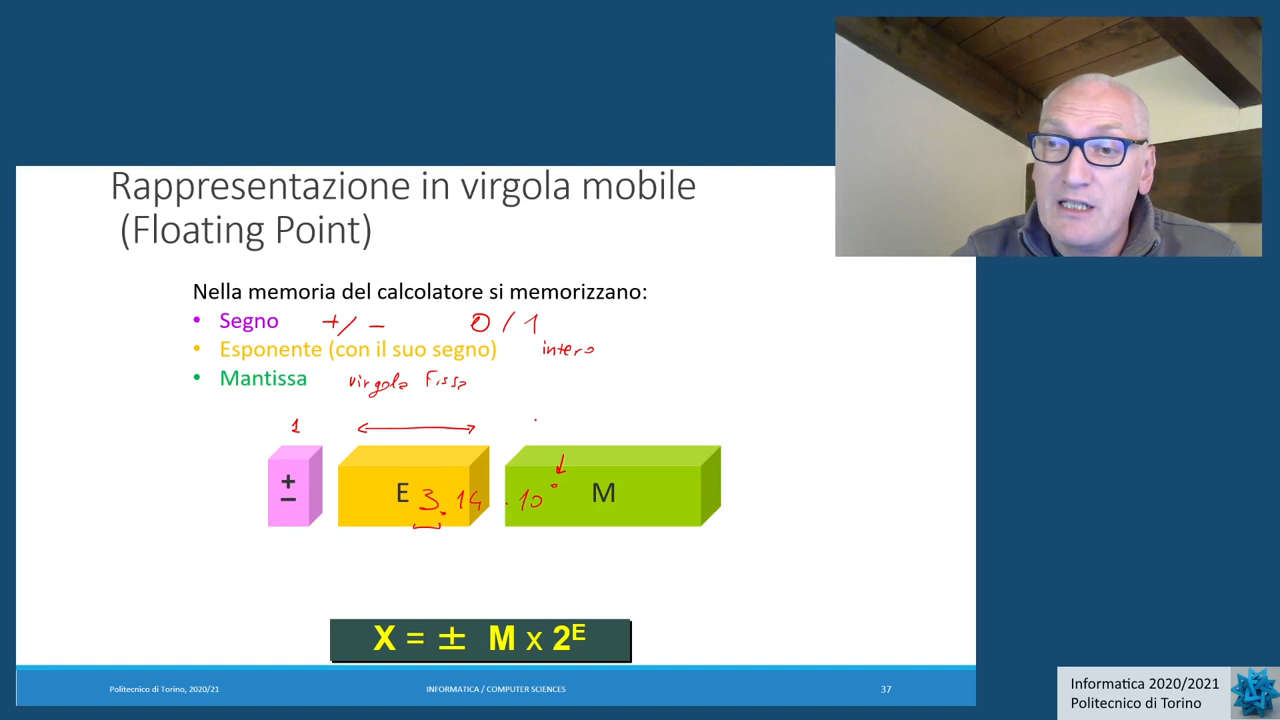 Rappresentazione in virgola mobile
(Floating Point)
Nella memoria del calcolatore si memorizzano:
• Segno +/- 0/1
• Esponente (con il suo segno) intero
• Mantissa virgola Fissa
1
+
-
E
3.14 · 10°
M
X = ± M x 2ᴱ
Politecnico di Torino, 2020/21
INFORMATICA / COMPUTER SCIENCES
37
Informatica 2020/2021
Politecnico di Torino